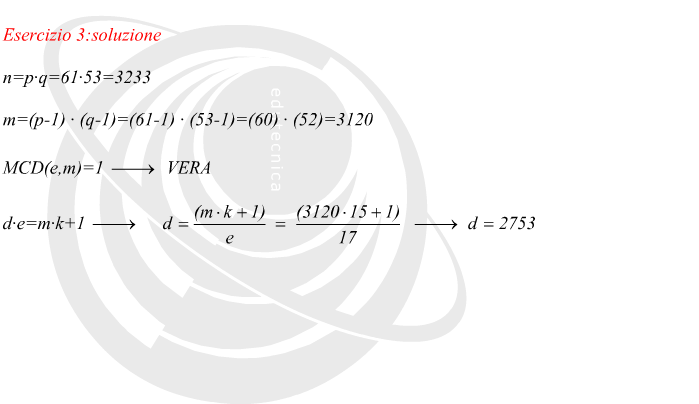 Esercizio 3:soluzione
n=p·q=61·53=3233
m=(p-1) · (q-1)=(61-1) · (53-1)=(60) · (52)=3120
MCD(e,m)=1 ⟶ VERA
d·e=m·k+1 ⟶ d = (m · k + 1)/e = (3120 · 15 + 1)/17 ⟶ d = 2753